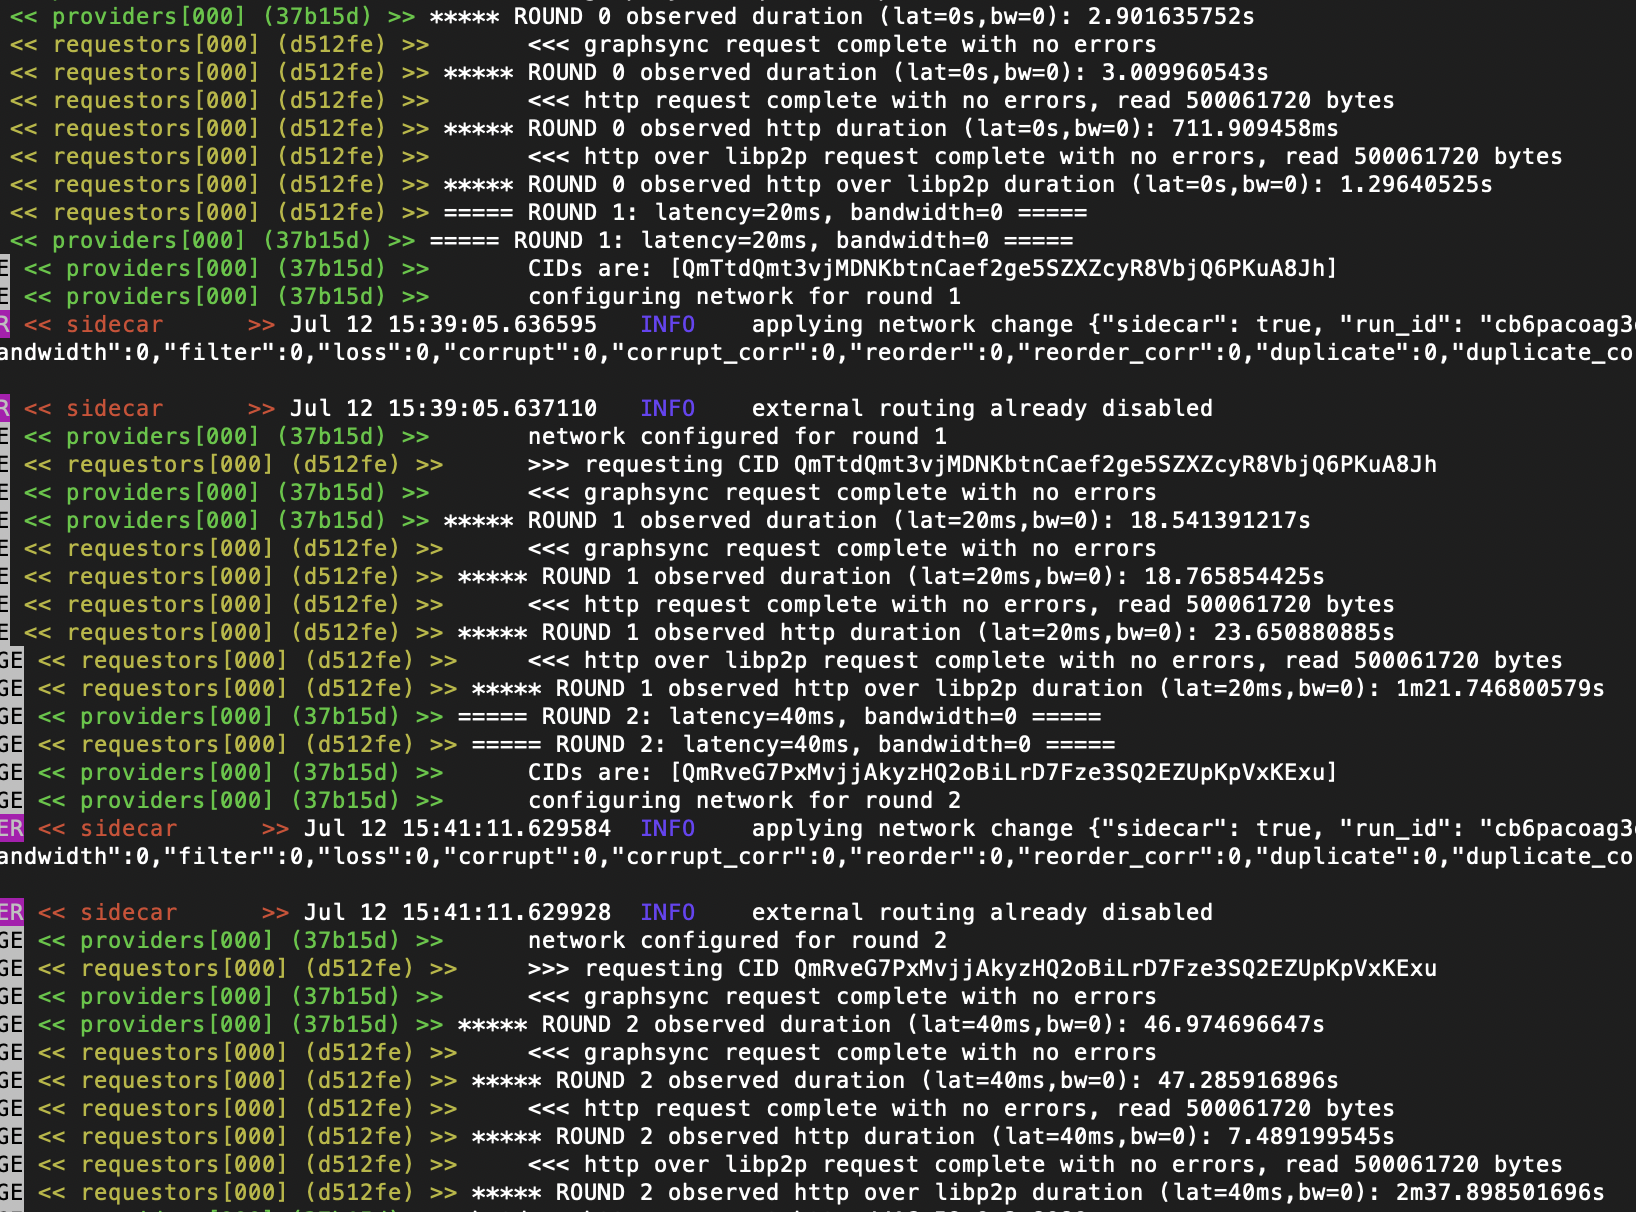 << providers[000] (37b15d) >> ***** ROUND 0 observed duration (lat=0s,bw=0): 2.901635752s
<< requestors[000] (d512fe) >> <<< graphsync request complete with no errors
<< requestors[000] (d512fe) >> ***** ROUND 0 observed duration (lat=0s,bw=0): 3.009960543s
<< requestors[000] (d512fe) >> <<< http request complete with no errors, read 500061720 bytes
<< requestors[000] (d512fe) >> ***** ROUND 0 observed http duration (lat=0s,bw=0): 711.909458ms
<< requestors[000] (d512fe) >> <<< http over libp2p request complete with no errors, read 500061720 bytes
<< requestors[000] (d512fe) >> ***** ROUND 0 observed http over libp2p duration (lat=0s,bw=0): 1.29640525s
<< requestors[000] (d512fe) >> ===== ROUND 1: latency=20ms, bandwidth=0 =====
<< providers[000] (37b15d) >> ===== ROUND 1: latency=20ms, bandwidth=0 =====
E << providers[000] (37b15d) >> CIDs are: [QmTtdQmt3vjMDNKbtnCaef2ge5SZXZcyR8VbjQ6PKuA8Jh]
E << providers[000] (37b15d) >> configuring network for round 1
R << sidecar >> Jul 12 15:39:05.636595 INFO applying network change {"sidecar": true, "run_id": "cb6pacoag3
andwidth":0,"filter":0,"loss":0,"corrupt":0,"corrupt_corr":0,"reorder":0,"reorder_corr":0,"duplicate":0,"duplicate_co
R << sidecar >> Jul 12 15:39:05.637110 INFO external routing already disabled
E << providers[000] (37b15d) >> network configured for round 1
E << requestors[000] (d512fe) >> >>> requesting CID QmTtdQmt3vjMDNKbtnCaef2ge5SZXZcyR8VbjQ6PKuA8Jh
E << providers[000] (37b15d) >> <<< graphsync request complete with no errors
E << providers[000] (37b15d) >> ***** ROUND 1 observed duration (lat=20ms,bw=0): 18.541391217s
E << requestors[000] (d512fe) >> <<< graphsync request complete with no errors
E << requestors[000] (d512fe) >> ***** ROUND 1 observed duration (lat=20ms,bw=0): 18.765854425s
E << requestors[000] (d512fe) >> <<< http request complete with no errors, read 500061720 bytes
E << requestors[000] (d512fe) >> ***** ROUND 1 observed http duration (lat=20ms,bw=0): 23.650880885s
GE << requestors[000] (d512fe) >> <<< http over libp2p request complete with no errors, read 500061720 bytes
GE << requestors[000] (d512fe) >> ***** ROUND 1 observed http over libp2p duration (lat=20ms,bw=0): 1m21.746800579s
GE << providers[000] (37b15d) >> ===== ROUND 2: latency=40ms, bandwidth=0 =====
GE << requestors[000] (d512fe) >> ===== ROUND 2: latency=40ms, bandwidth=0 =====
GE << providers[000] (37b15d) >> CIDs are: [QmRveG7PxMvjjAkyzHQ2oBiLrD7Fze3SQ2EZUpKpVxKExu]
GE << providers[000] (37b15d) >> configuring network for round 2
ER << sidecar >> Jul 12 15:41:11.629584 INFO applying network change {"sidecar": true, "run_id": "cb6pacoag3
andwidth":0,"filter":0,"loss":0,"corrupt":0,"corrupt_corr":0,"reorder":0,"reorder_corr":0,"duplicate":0,"duplicate_co
ER << sidecar >> Jul 12 15:41:11.629928 INFO external routing already disabled
GE << providers[000] (37b15d) >> network configured for round 2
GE << requestors[000] (d512fe) >> >>> requesting CID QmRveG7PxMvjjAkyzHQ2oBiLrD7Fze3SQ2EZUpKpVxKExu
GE << providers[000] (37b15d) >> <<< graphsync request complete with no errors
GE << providers[000] (37b15d) >> ***** ROUND 2 observed duration (lat=40ms,bw=0): 46.974696647s
GE << requestors[000] (d512fe) >> <<< graphsync request complete with no errors
GE << requestors[000] (d512fe) >> ***** ROUND 2 observed duration (lat=40ms,bw=0): 47.285916896s
GE << requestors[000] (d512fe) >> <<< http request complete with no errors, read 500061720 bytes
GE << requestors[000] (d512fe) >> ***** ROUND 2 observed http duration (lat=40ms,bw=0): 7.489199545s
GE << requestors[000] (d512fe) >> <<< http over libp2p request complete with no errors, read 500061720 bytes
GE << requestors[000] (d512fe) >> ***** ROUND 2 observed http over libp2p duration (lat=40ms,bw=0): 2m37.898501696s